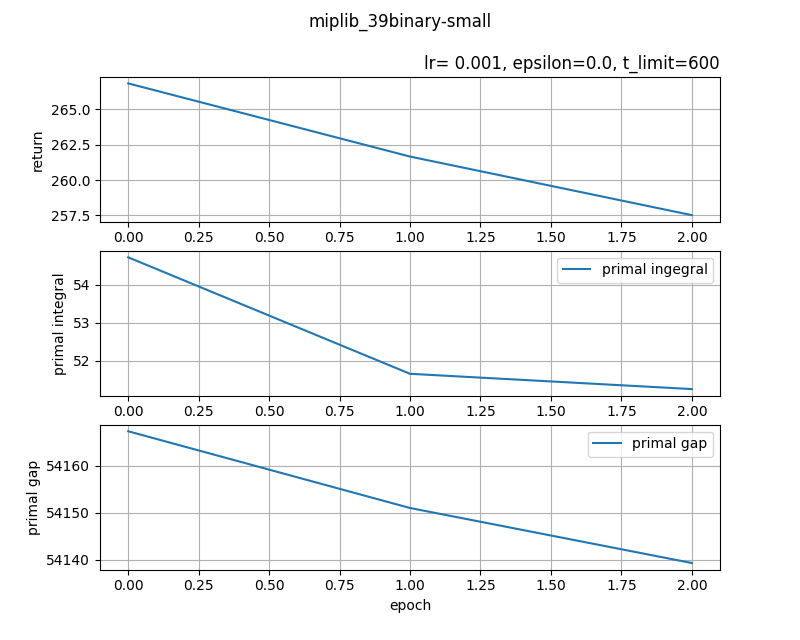 miplib_39binary-small
lr= 0.001, epsilon=0.0, t_limit=600
return
265.0
262.5
260.0
257.5
0.00 0.25 0.50 0.75 1.00 1.25 1.50 1.75 2.00
primal integral
54
53
52
primal ingegral
0.00 0.25 0.50 0.75 1.00 1.25 1.50 1.75 2.00
primal gap
54160
54150
54140
primal gap
0.00 0.25 0.50 0.75 1.00 1.25 1.50 1.75 2.00
epoch